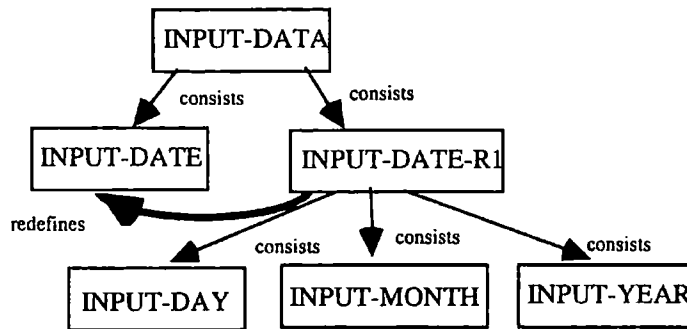 INPUT-DATA
consists
consists
INPUT-DATE
INPUT-DATE-R1
redefines
consists
consists
consists
INPUT-DAY
INPUT-MONTH
INPUT-YEAR